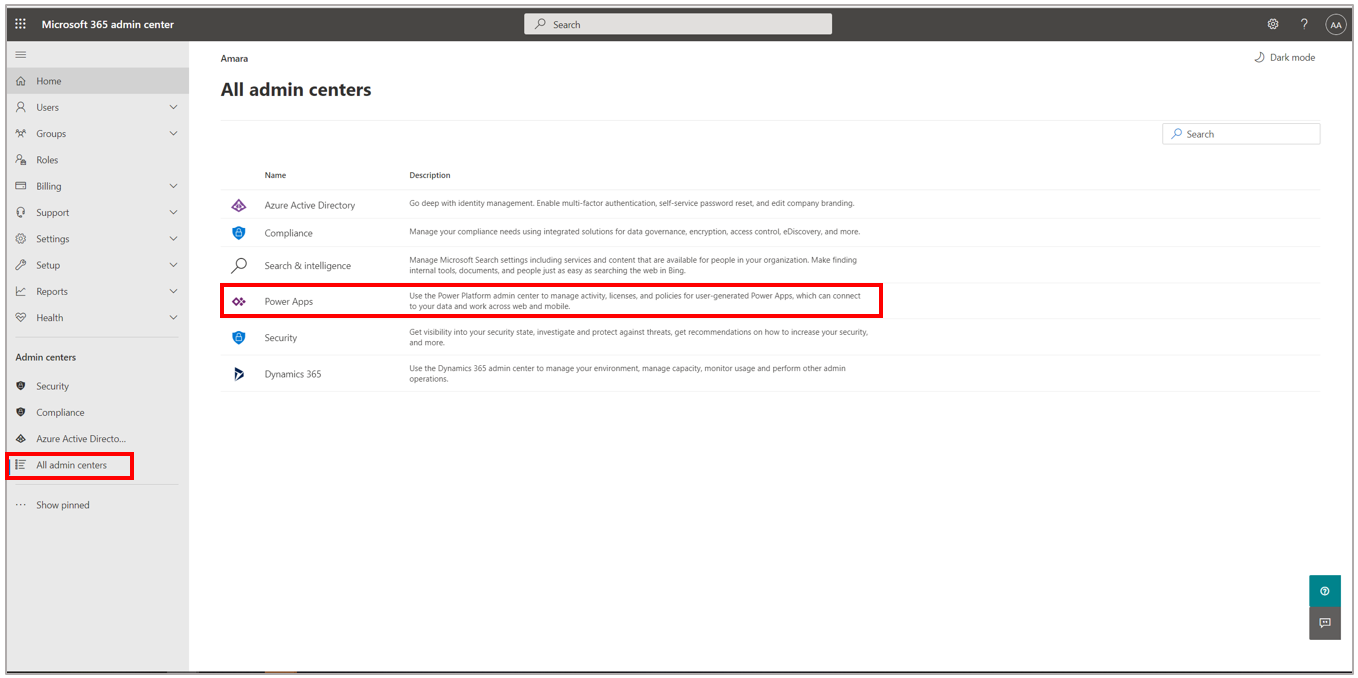 Microsoft 365 admin center
Search
?
AA
Home
Users
Groups
Roles
Billing
Support
Settings
Setup
Reports
Health
Admin centers
Security
Compliance
Azure Active Directo...
All admin centers
Show pinned
Amara
Dark mode
All admin centers
Search
Name Description
Azure Active Directory Go deep with identity management. Enable multi-factor authentication, self-service password reset, and edit company branding.
Compliance Manage your compliance needs using integrated solutions for data governance, encryption, access control, eDiscovery, and more.
Search & intelligence Manage Microsoft Search settings including services and content that are available for people in your organization. Make finding
internal tools, documents, and people just as easy as searching the web in Bing.
Power Apps Use the Power Platform admin center to manage activity, licenses, and policies for user-generated Power Apps, which can connect
to your data and work across web and mobile.
Security Get visibility into your security state, investigate and protect against threats, get recommendations on how to increase your security,
and more.
Dynamics 365 Use the Dynamics 365 admin center to manage your environment, manage capacity, monitor usage and perform other admin
operations.